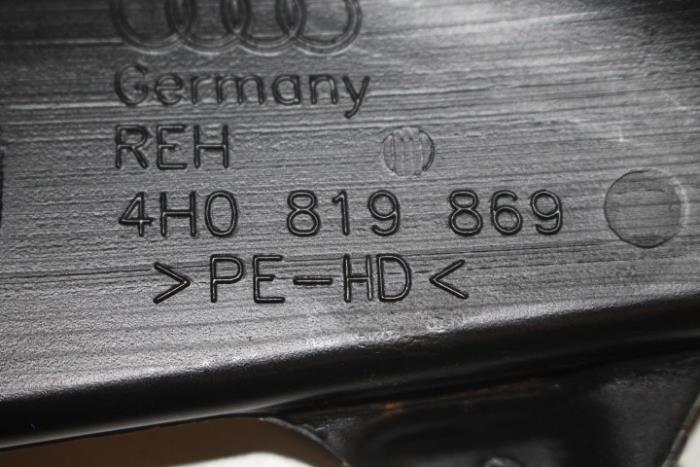 Germany
REH
4H0 819 869
>PE-HD<